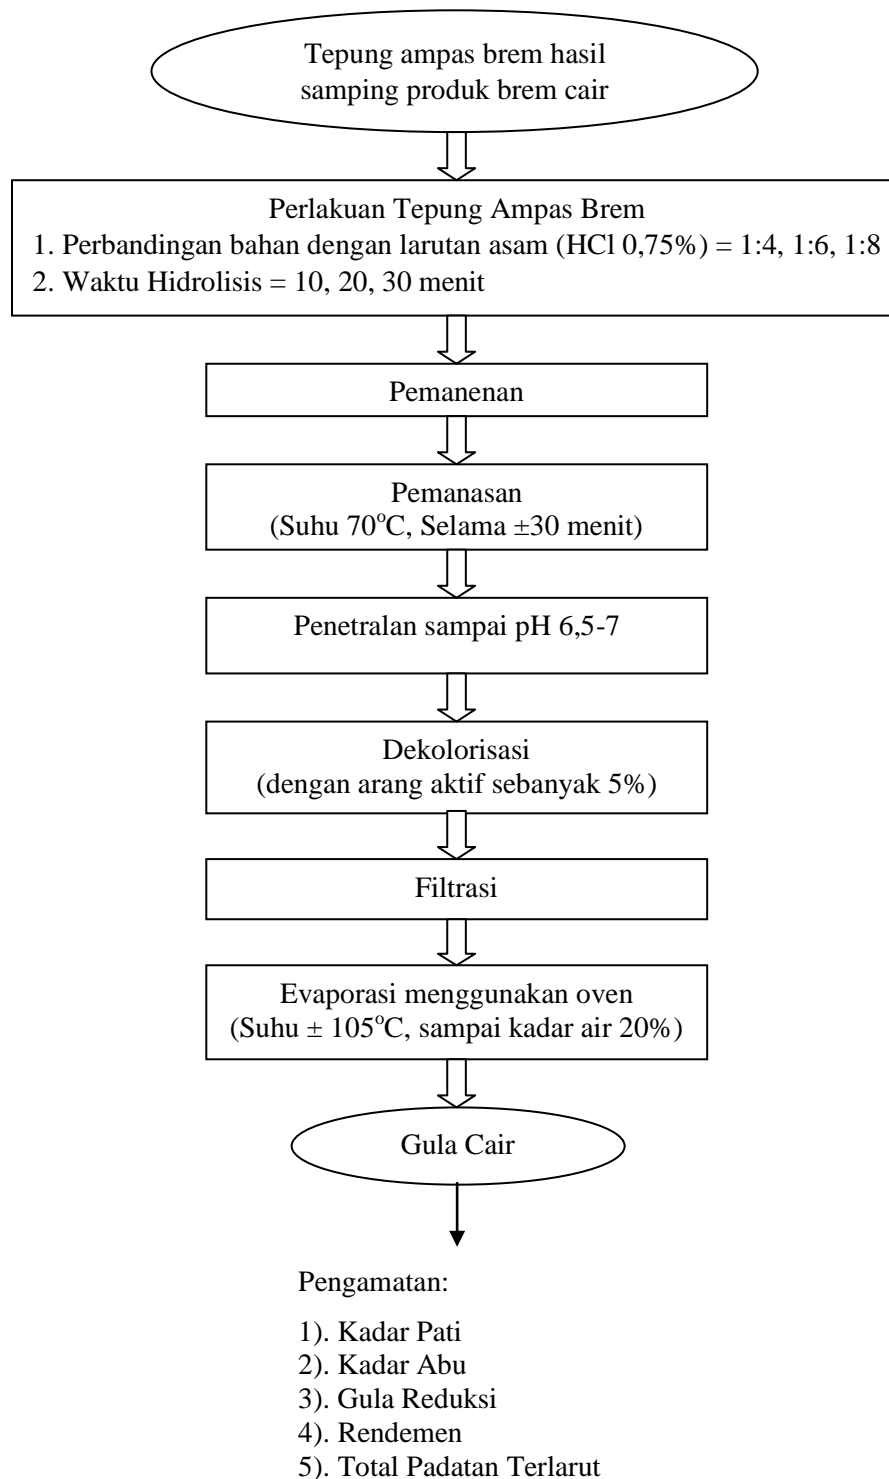 Tepung ampas brem hasil
samping produk brem cair
Perlakuan Tepung Ampas Brem
1. Perbandingan bahan dengan larutan asam (HCl 0,75%) = 1:4, 1:6, 1:8
2. Waktu Hidrolisis = 10, 20, 30 menit
Pemanenan
Pemanasan
(Suhu 70°C, Selama ±30 menit)
Penetralan sampai pH 6,5-7
Dekolorisasi
(dengan arang aktif sebanyak 5%)
Filtrasi
Evaporasi menggunakan oven
(Suhu ± 105°C, sampai kadar air 20%)
Gula Cair
Pengamatan:
1). Kadar Pati
2). Kadar Abu
3). Gula Reduksi
4). Rendemen
5). Total Padatan Terlarut